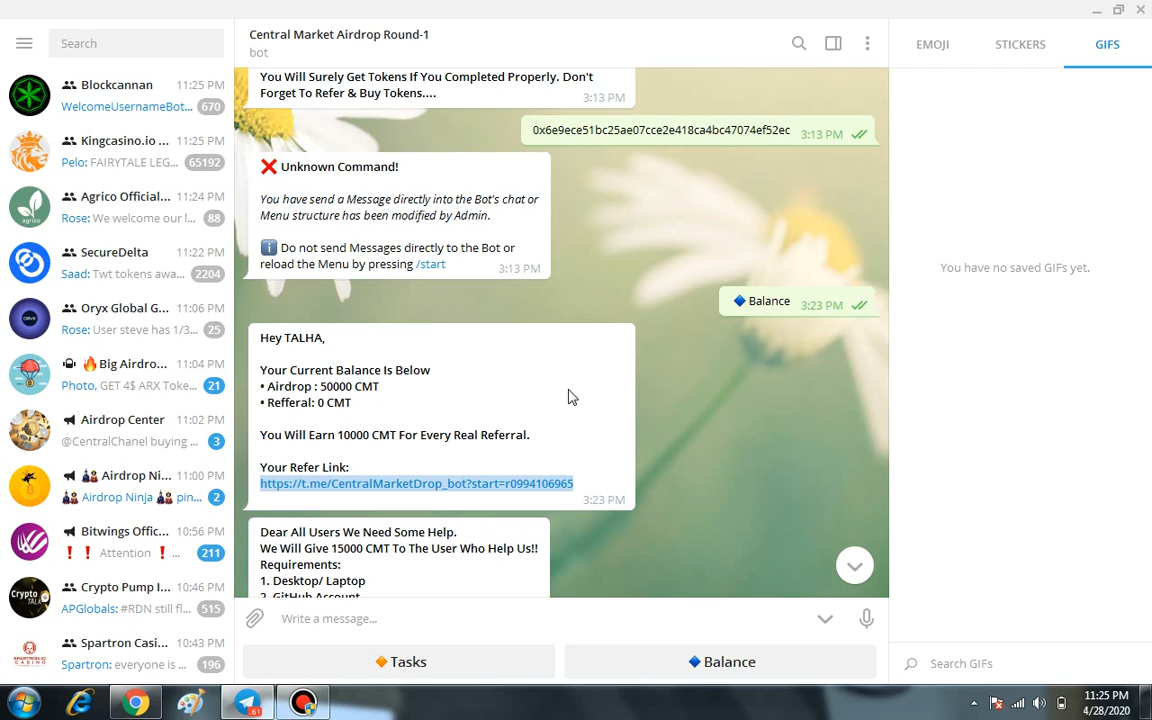 Search
Blockcannan 11:25 PM
WelcomeUsernameBot... 670
Kingcasino.io ... 11:25 PM
Pelo: FAIRYTALE LEG... 65192
Agrico Official... 11:24 PM
Rose: We welcome our l... 88
agrico
SecureDelta 11:22 PM
Saad: Twt tokens awa... 2204
Oryx Global G... 11:06 PM
Rose: User steve has 1/3... 25
🔥Big Airdro... 11:04 PM
Photo, GET 4$ ARX Toke... 21
Airdrop Center 11:02 PM
@CentralChanel buying ... 3
Airdrop Ni... 11:00 PM
Airdrop Ninja pin... 2
Bitwings Offic... 10:56 PM
❗ ❗ Attention ❗ ... 211
Crypto Pump I... 10:46 PM
APGlobals: #RDN still fl... 515
Crypto TALK
Spartron Casi... 10:43 PM
Spartron: everyone is ... 196
Central Market Airdrop Round-1
bot
You Will Surely Get Tokens If You Completed Properly. Don't
Forget To Refer & Buy Tokens....
3:13 PM
0x6e9ece51bc25ae07cce2e418ca4bc47074ef52ec 3:13 PM
❌ Unknown Command!
You have send a Message directly into the Bot's chat or
Menu structure has been modified by Admin.
ℹ️ Do not send Messages directly to the Bot or
reload the Menu by pressing /start 3:13 PM
🔷 Balance 3:23 PM
Hey TALHA,
Your Current Balance Is Below
• Airdrop : 50000 CMT
• Refferal: 0 CMT
You Will Earn 10000 CMT For Every Real Referral.
Your Refer Link:
https://t.me/CentralMarketDrop_bot?start=r0994106965
3:23 PM
Dear All Users We Need Some Help.
We Will Give 15000 CMT To The User Who Help Us!!
Requirements:
1. Desktop/ Laptop
2. GitHub Account
Write a message...
🔶 Tasks
🔷 Balance
EMOJI STICKERS GIFS
You have no saved GIFs yet.
Search GIFs
61
11:25 PM
4/28/2020